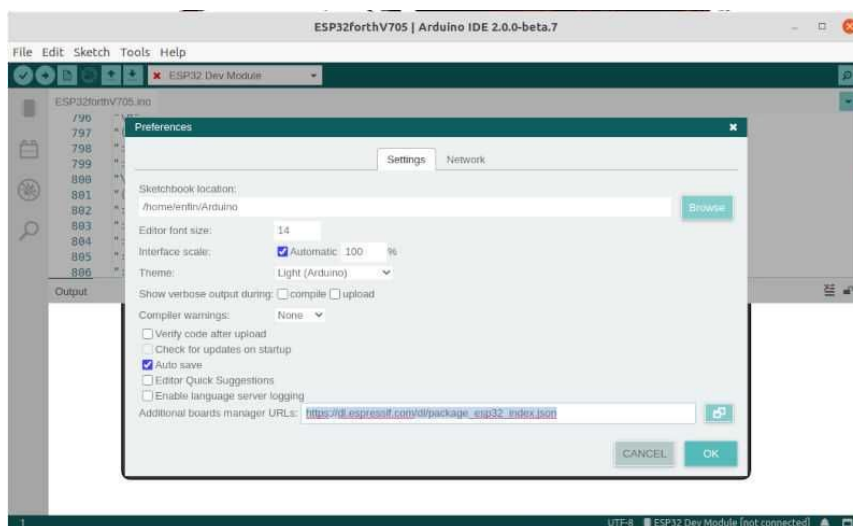 ESP32forthV705 | Arduino IDE 2.0.0-beta.7
File Edit Sketch Tools Help
ESP32 Dev Module
ESP32forthV705.ino
796
797
Preferences
798
799
Settings Network
800
801
Sketchbook location:
802
/home/enfin/Arduino Browse
803
Editor font size: 14
804
Interface scale: Automatic 100 %
805
Theme: Light (Arduino)
806
Output
Show verbose output during: compile upload
Compiler warnings: None
Verify code after upload
Check for updates on startup
Auto save
Editor Quick Suggestions
Enable language server logging
Additional boards manager URLs: https://dl.espressif.com/dl/package_esp32_index.json
CANCEL OK
1 UTF-8 ESP32 Dev Module [not connected]